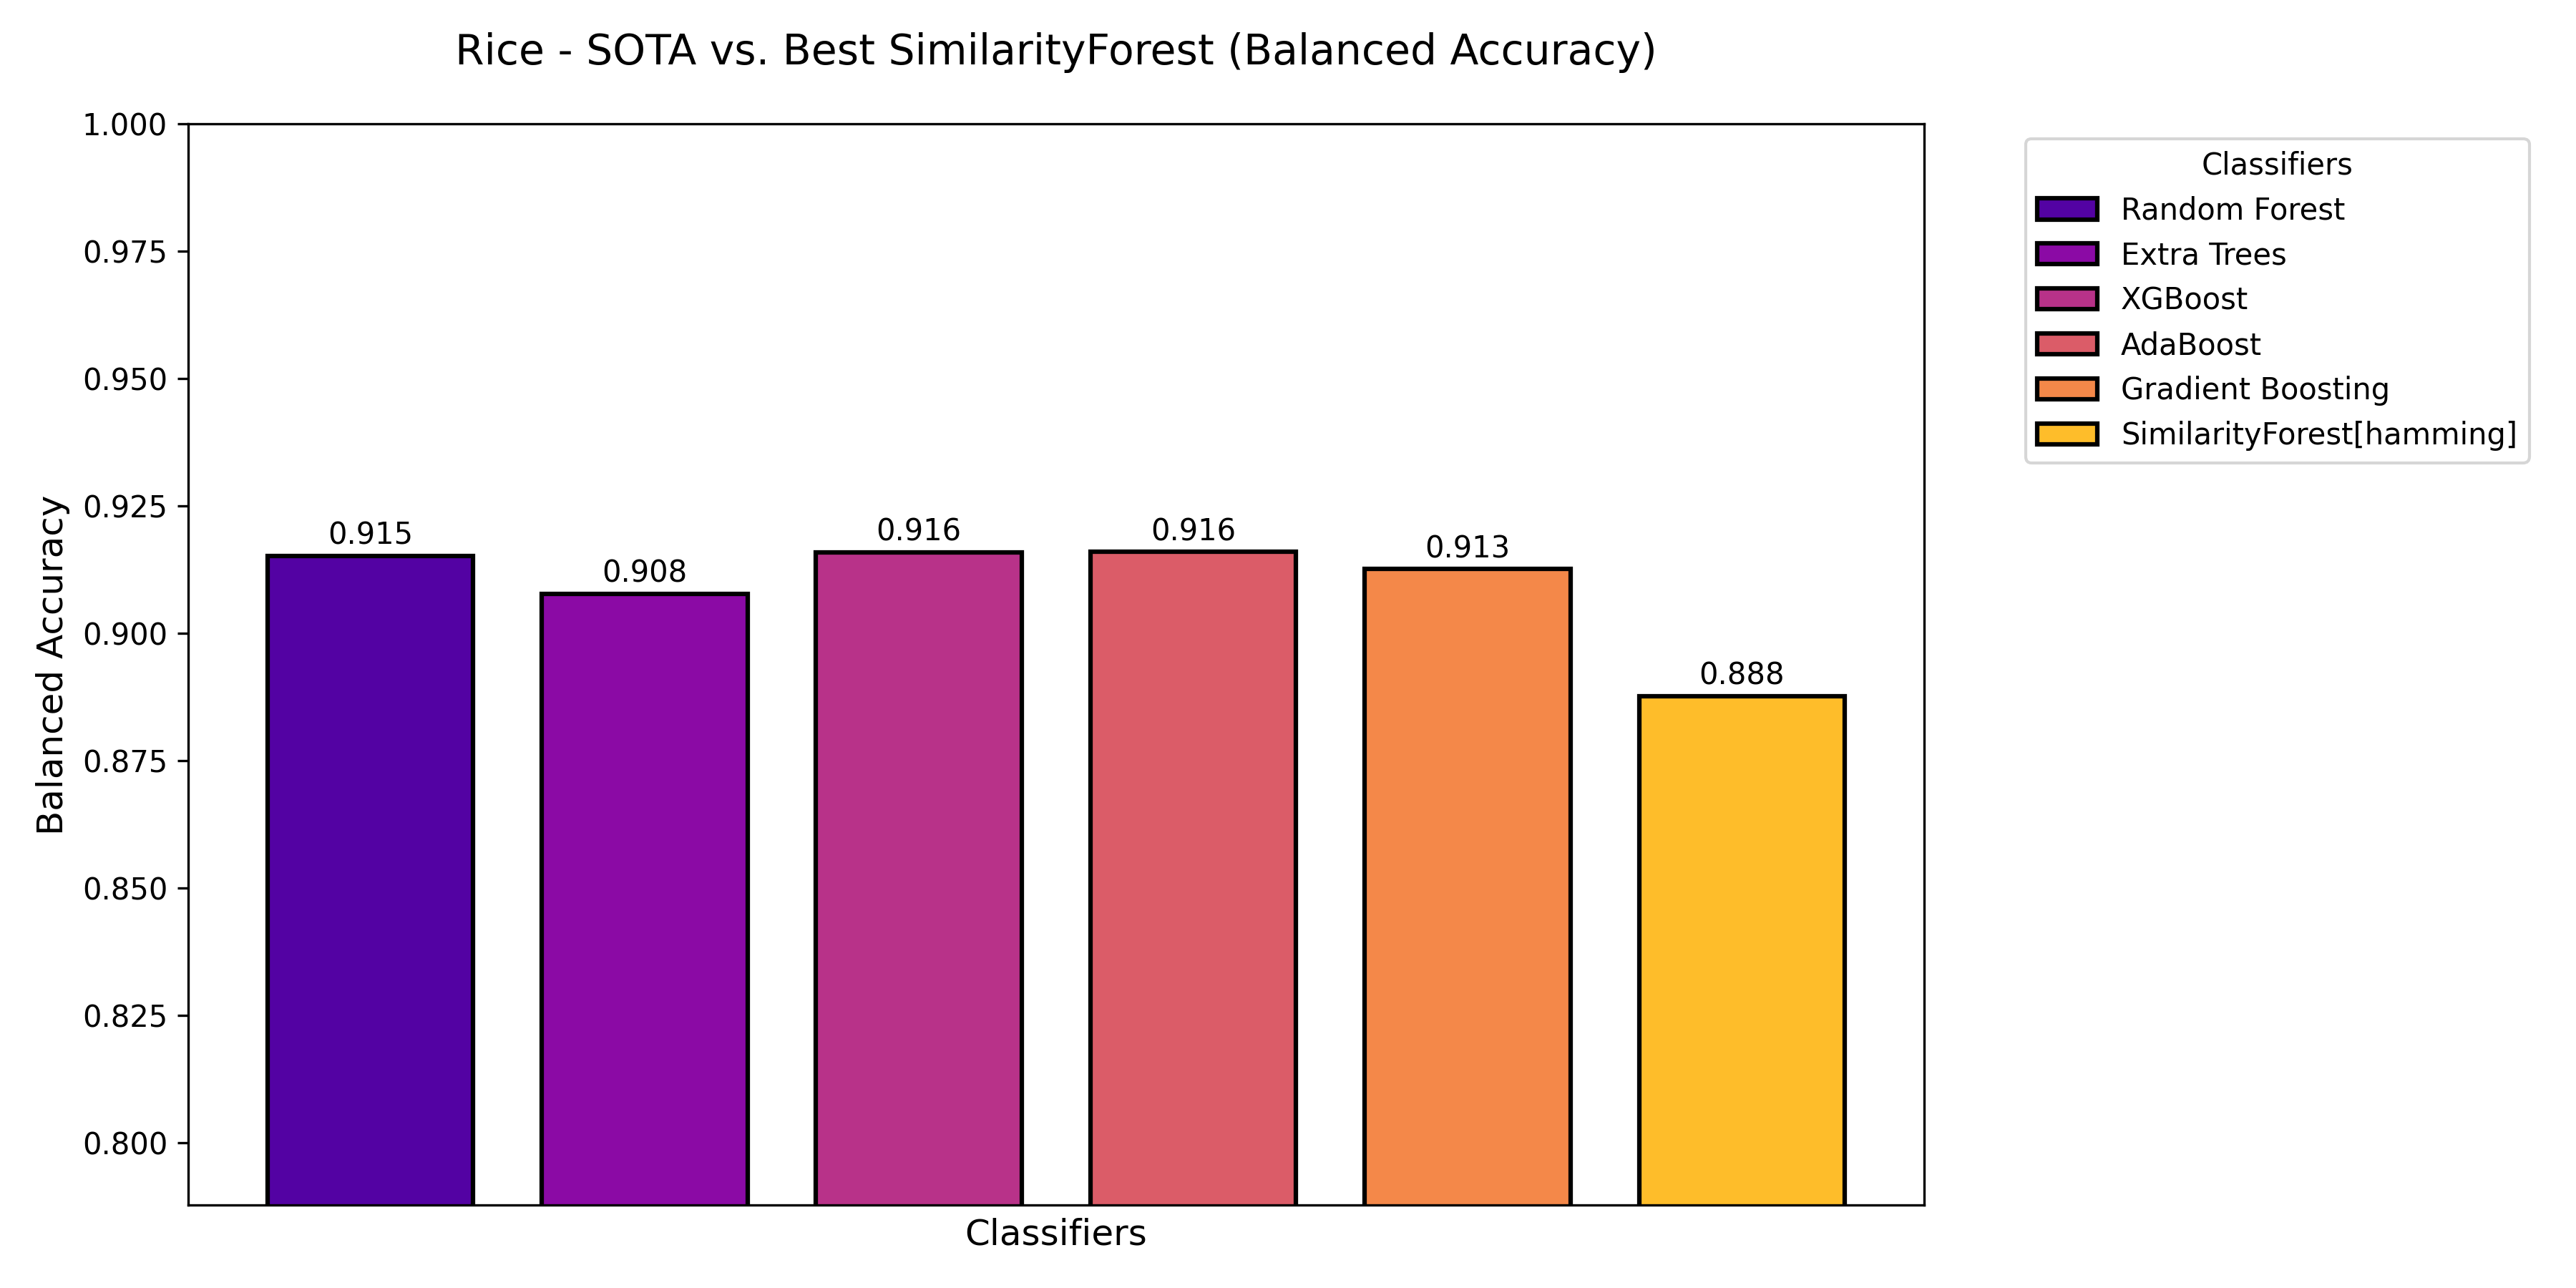 Rice - SOTA vs. Best SimilarityForest (Balanced Accuracy)
1.000
0.975
0.950
0.925
0.900
0.875
0.850
0.825
0.800
Balanced Accuracy
0.915
0.908
0.916
0.916
0.913
0.888
Classifiers
Classifiers
Random Forest
Extra Trees
XGBoost
AdaBoost
Gradient Boosting
SimilarityForest[hamming]